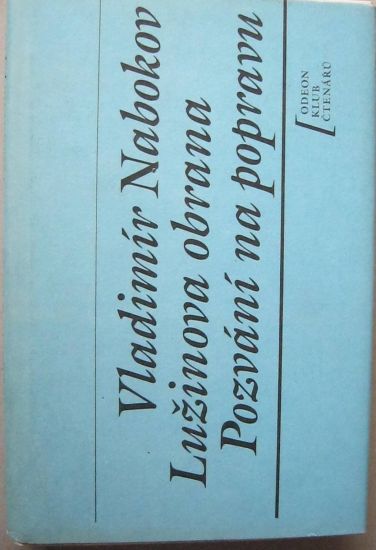 Vladimír Nabokov
Lužinova obrana
Pozvání na popravu
ODEON
KLUB
ČTENÁŘŮ